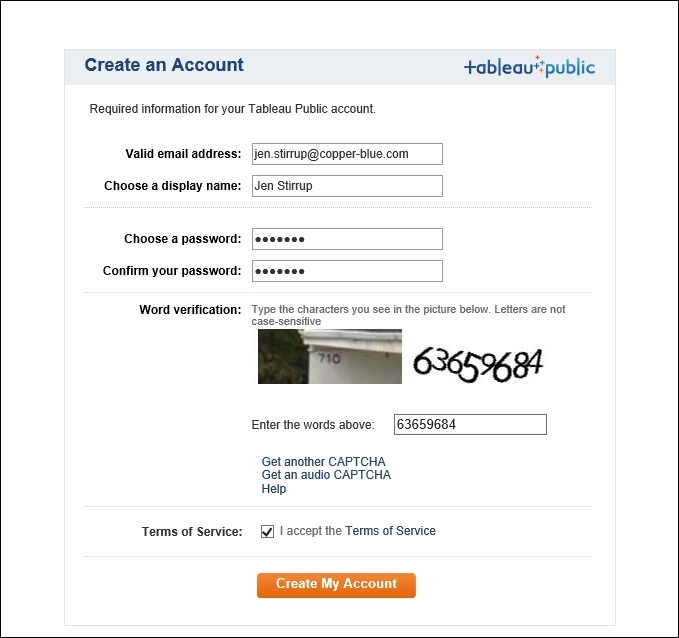 Create an Account
tableau public
Required information for your Tableau Public account.
Valid email address: jen.stirrup@copper-blue.com
Choose a display name: Jen Stirrup
Choose a password: •••••••
Confirm your password: •••••••
Word verification: Type the characters you see in the picture below. Letters are not
case-sensitive
710 63659684
Enter the words above: 63659684
Get another CAPTCHA
Get an audio CAPTCHA
Help
Terms of Service: I accept the Terms of Service
Create My Account